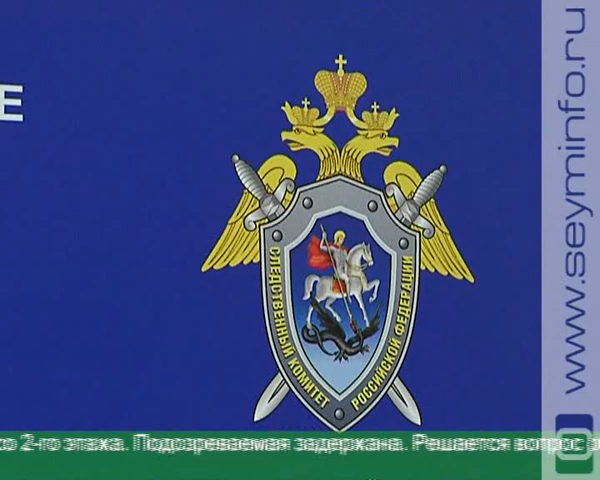 Е
СЛЕДСТВЕННЫЙ КОМИТЕТ
РОССИЙСКОЙ ФЕДЕРАЦИИ
2-го этажа. Подозреваемая задержана. Решается вопрос
www.seyminfo.ru